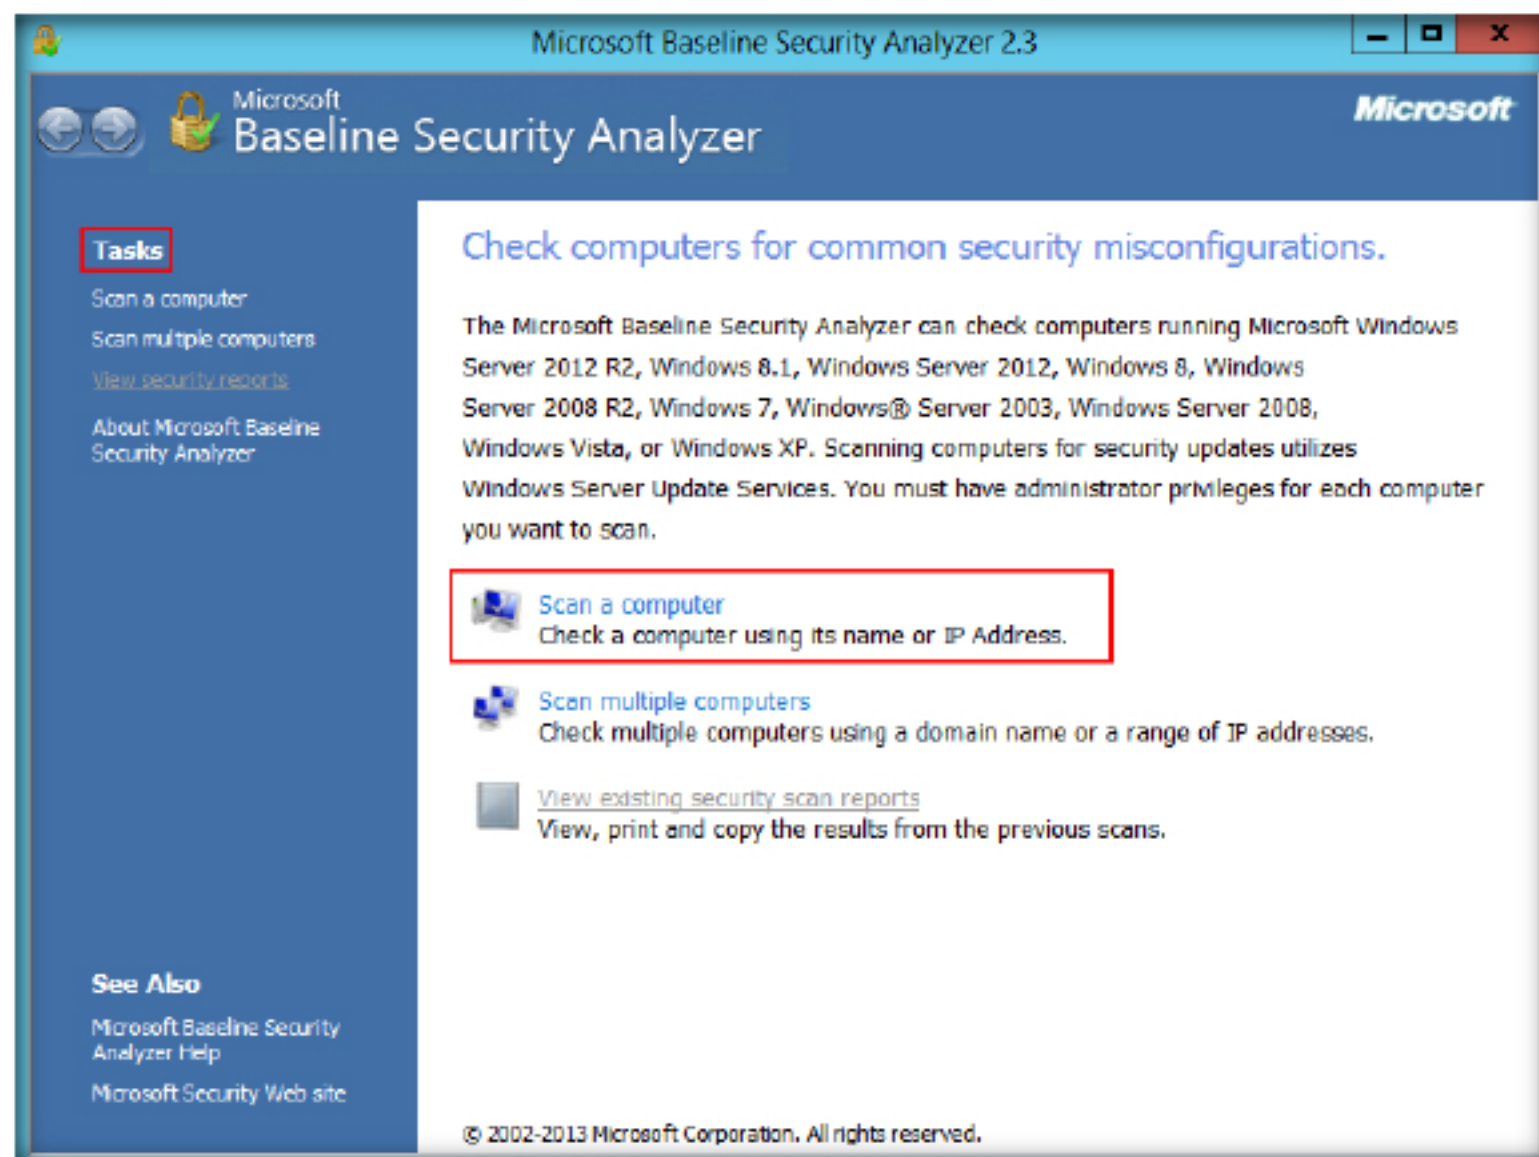 Microsoft Baseline Security Analyzer 2.3
Microsoft
Baseline Security Analyzer
Microsoft
Tasks
Scan a computer
Scan multiple computers
View security reports
About Microsoft Baseline
Security Analyzer
See Also
Microsoft Baseline Security
Analyzer Help
Microsoft Security Web site
Check computers for common security misconfigurations.
The Microsoft Baseline Security Analyzer can check computers running Microsoft Windows
Server 2012 R2, Windows 8.1, Windows Server 2012, Windows 8, Windows
Server 2008 R2, Windows 7, Windows® Server 2003, Windows Server 2008,
Windows Vista, or Windows XP. Scanning computers for security updates utilizes
Windows Server Update Services. You must have administrator privileges for each computer
you want to scan.
Scan a computer
Check a computer using its name or IP Address.
Scan multiple computers
Check multiple computers using a domain name or a range of IP addresses.
View existing security scan reports
View, print and copy the results from the previous scans.
© 2002-2013 Microsoft Corporation. All rights reserved.